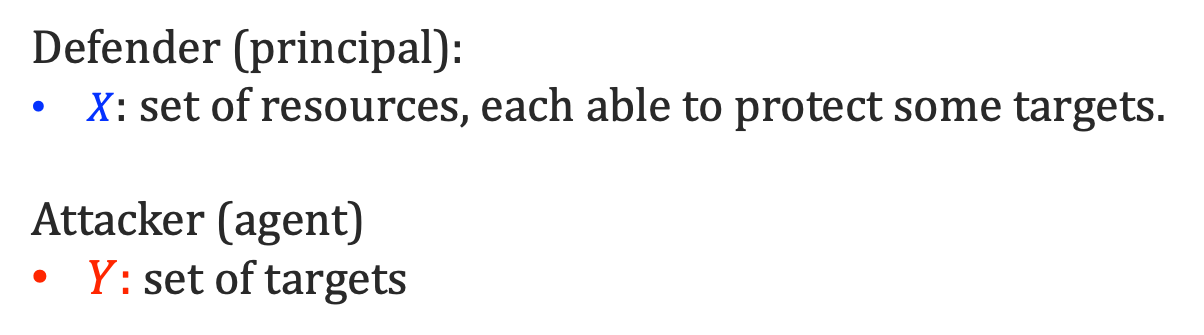 Defender (principal):
• X: set of resources, each able to protect some targets.
Attacker (agent)
• Y: set of targets